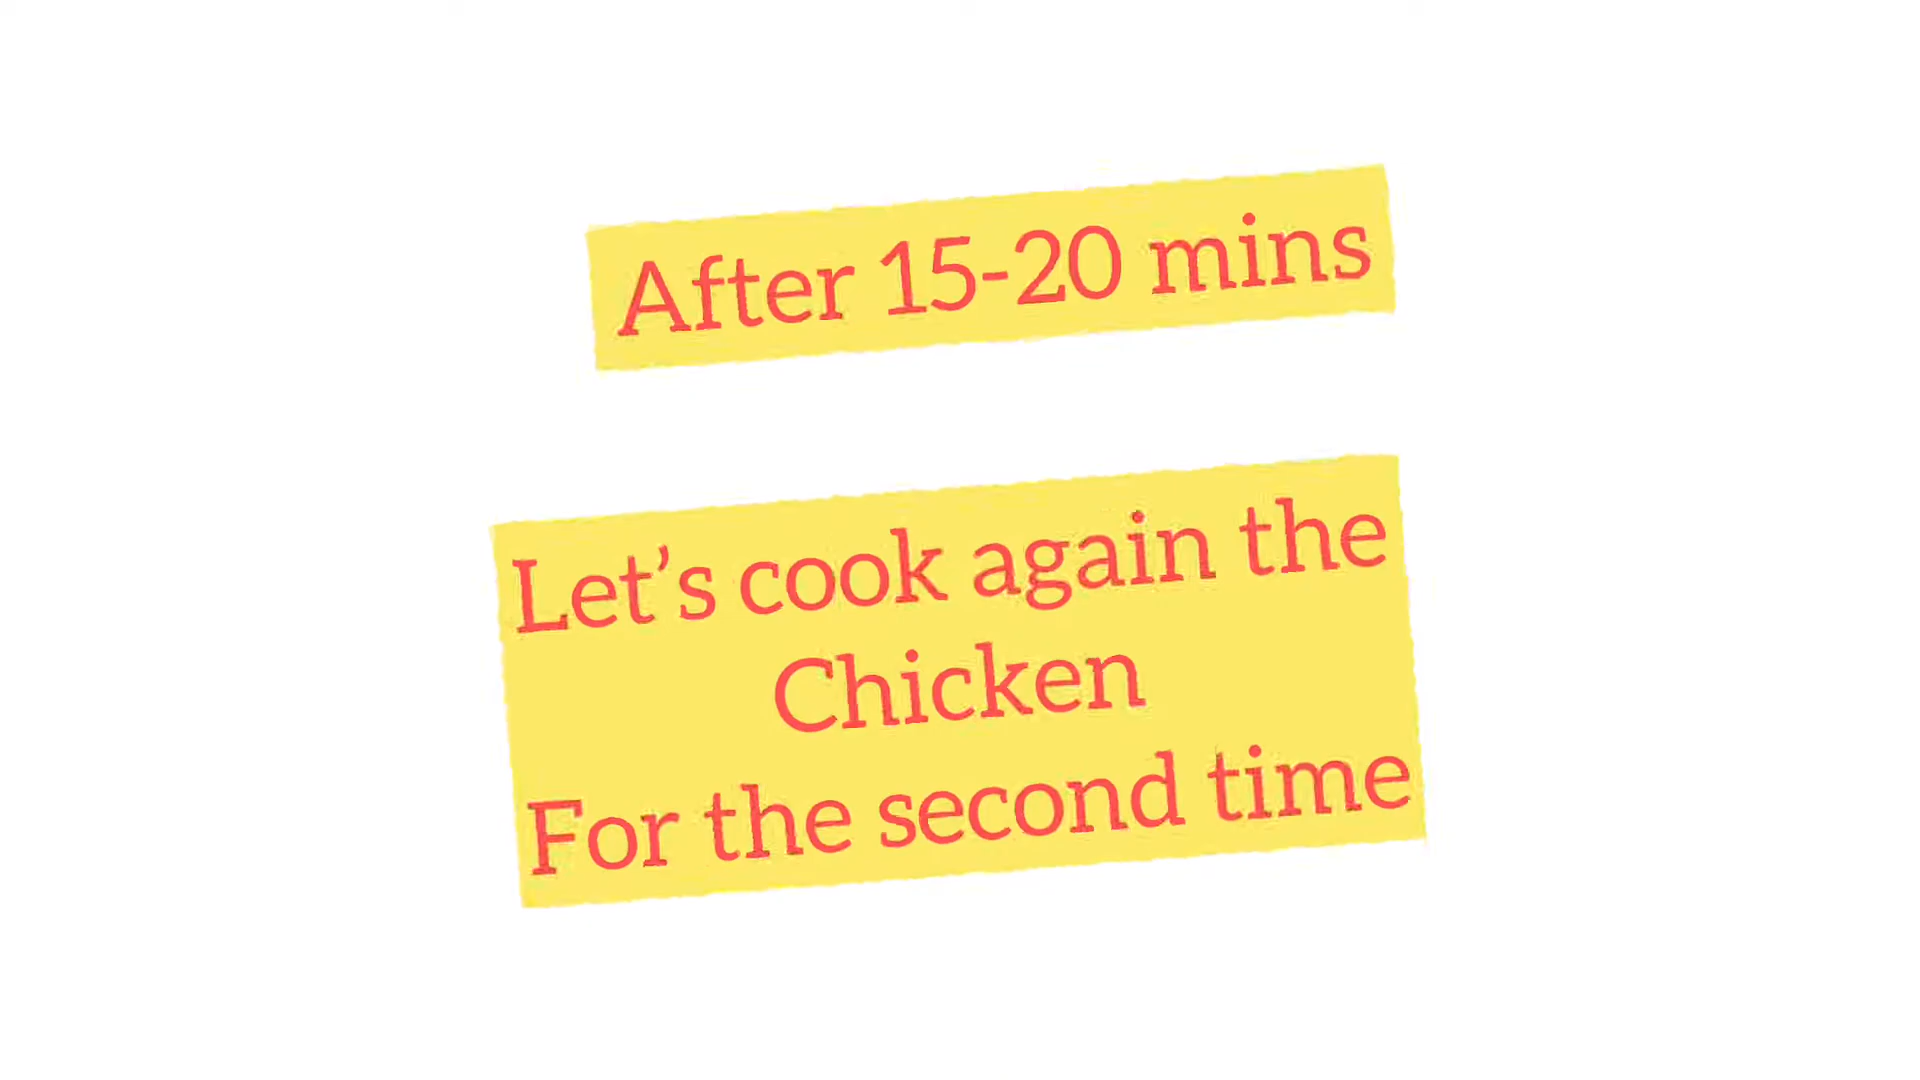 After 15-20 mins
Let’s cook again the
Chicken
For the second time